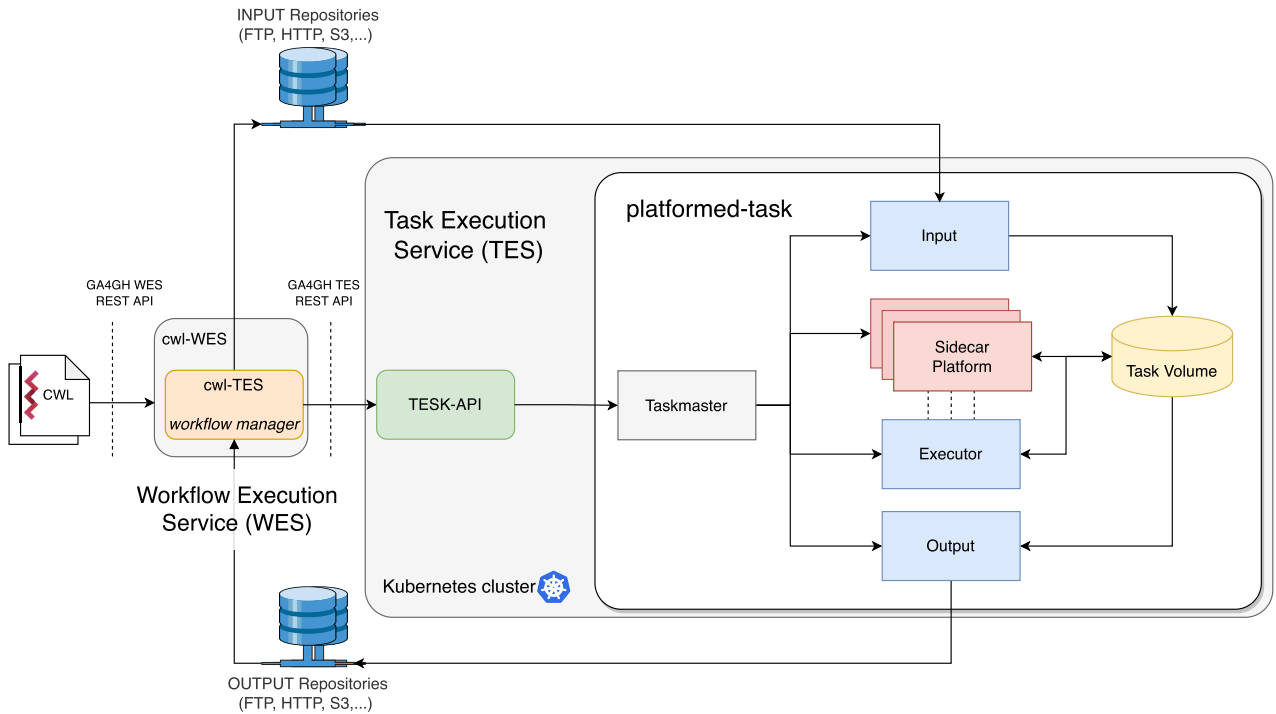 INPUT Repositories
(FTP, HTTP, S3,...)
Task Execution
Service (TES)
platformed-task
Input
GA4GH WES
REST API
GA4GH TES
REST API
cwl-WES
cwl-TES
workflow manager
CWL
TESK-API
Taskmaster
Sidecar
Platform
Task Volume
Executor
Workflow Execution
Service (WES)
Output
Kubernetes cluster
OUTPUT Repositories
(FTP, HTTP, S3,...)